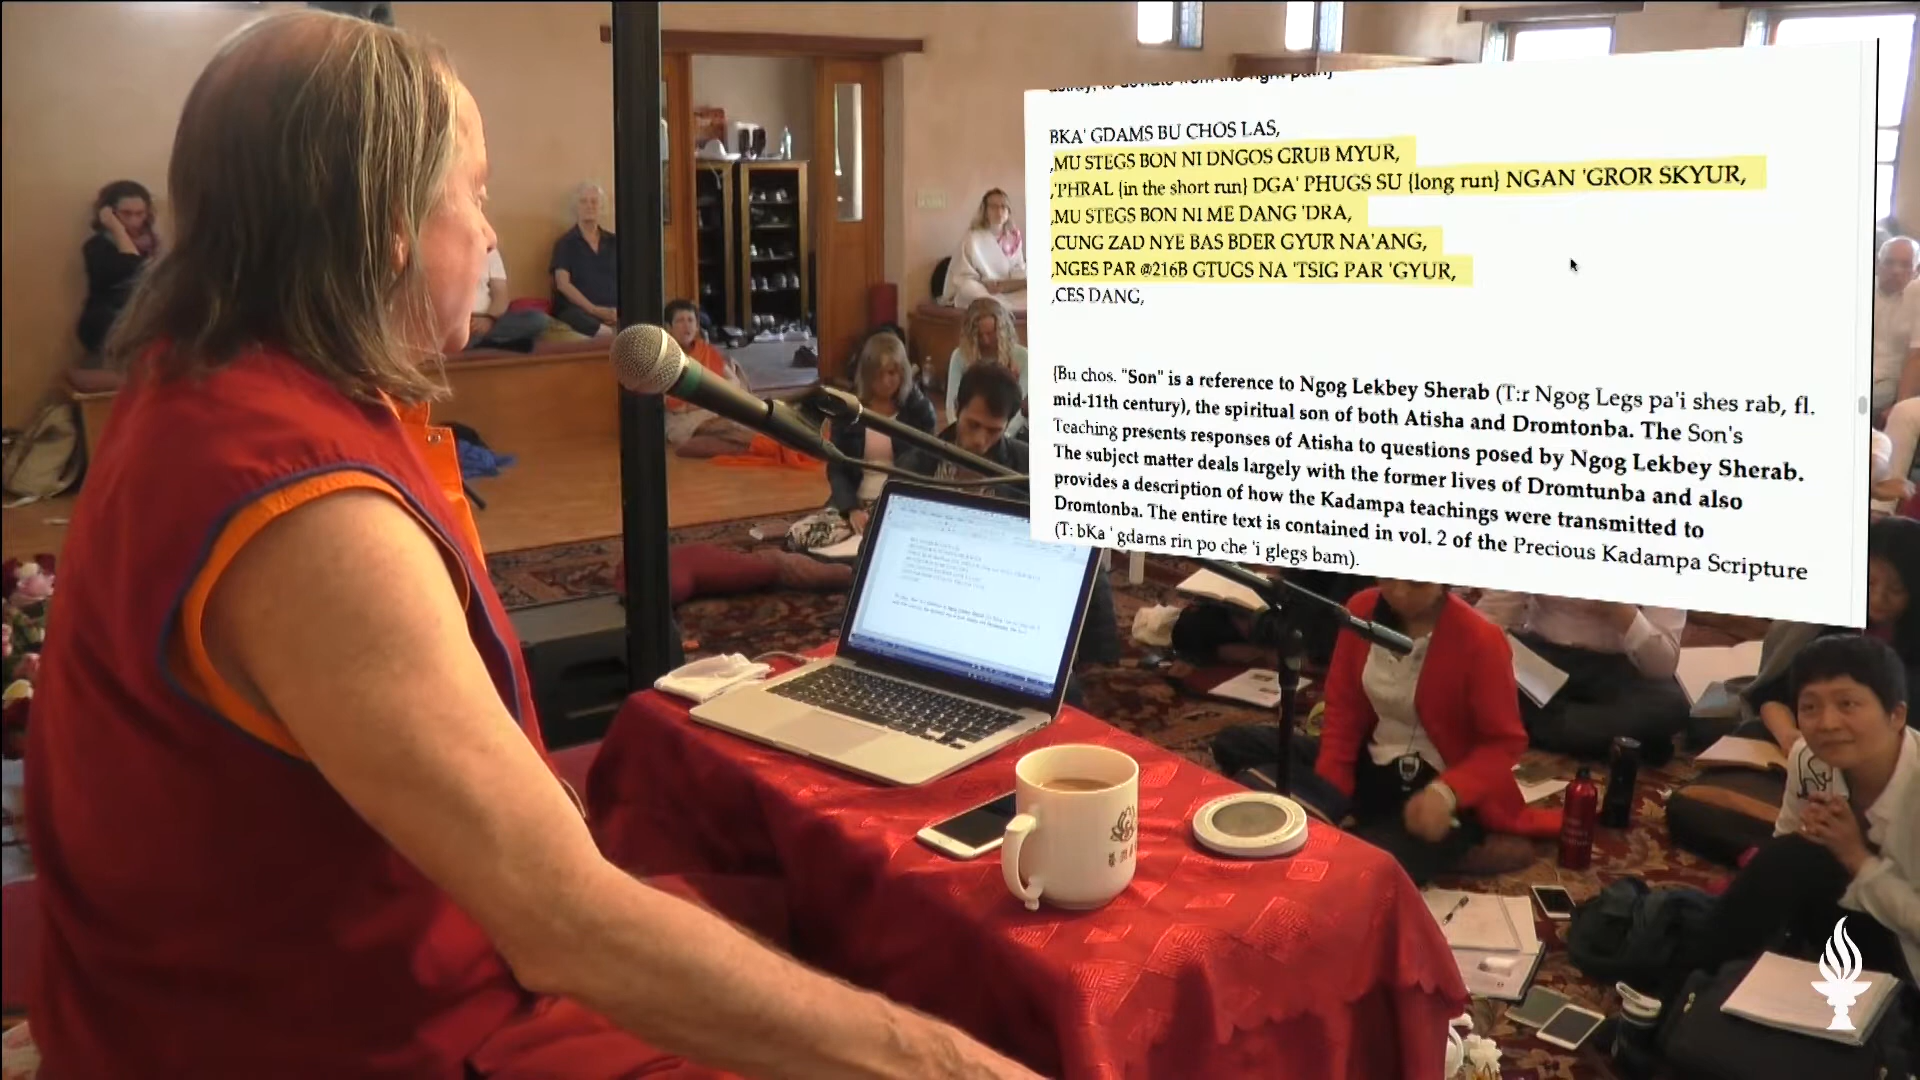 BKA' GDAMS BU CHOS LAS,
,MU STEGS BON NI DNGOS GRUB MYUR,
,'PHRAL {in the short run} DGA' PHUGS SU {long run} NGAN 'GROR SKYUR,
,MU STEGS BON NI ME DANG 'DRA,
,CUNG ZAD NYE BAS BDER GYUR NA'ANG,
,NGES PAR @216B GTUGS NA 'TSIG PAR 'GYUR,
,CES DANG,
{Bu chos. "Son" is a reference to Ngog Lekbey Sherab (T:r Ngog Legs pa'i shes rab, fl.
mid-11th century), the spiritual son of both Atisha and Dromtonba. The Son's
Teaching presents responses of Atisha to questions posed by Ngog Lekbey Sherab.
The subject matter deals largely with the former lives of Dromtunba and also
provides a description of how the Kadampa teachings were transmitted to
Dromtonba. The entire text is contained in vol. 2 of the Precious Kadampa Scripture
(T: bKa ' gdams rin po che 'i glegs bam).